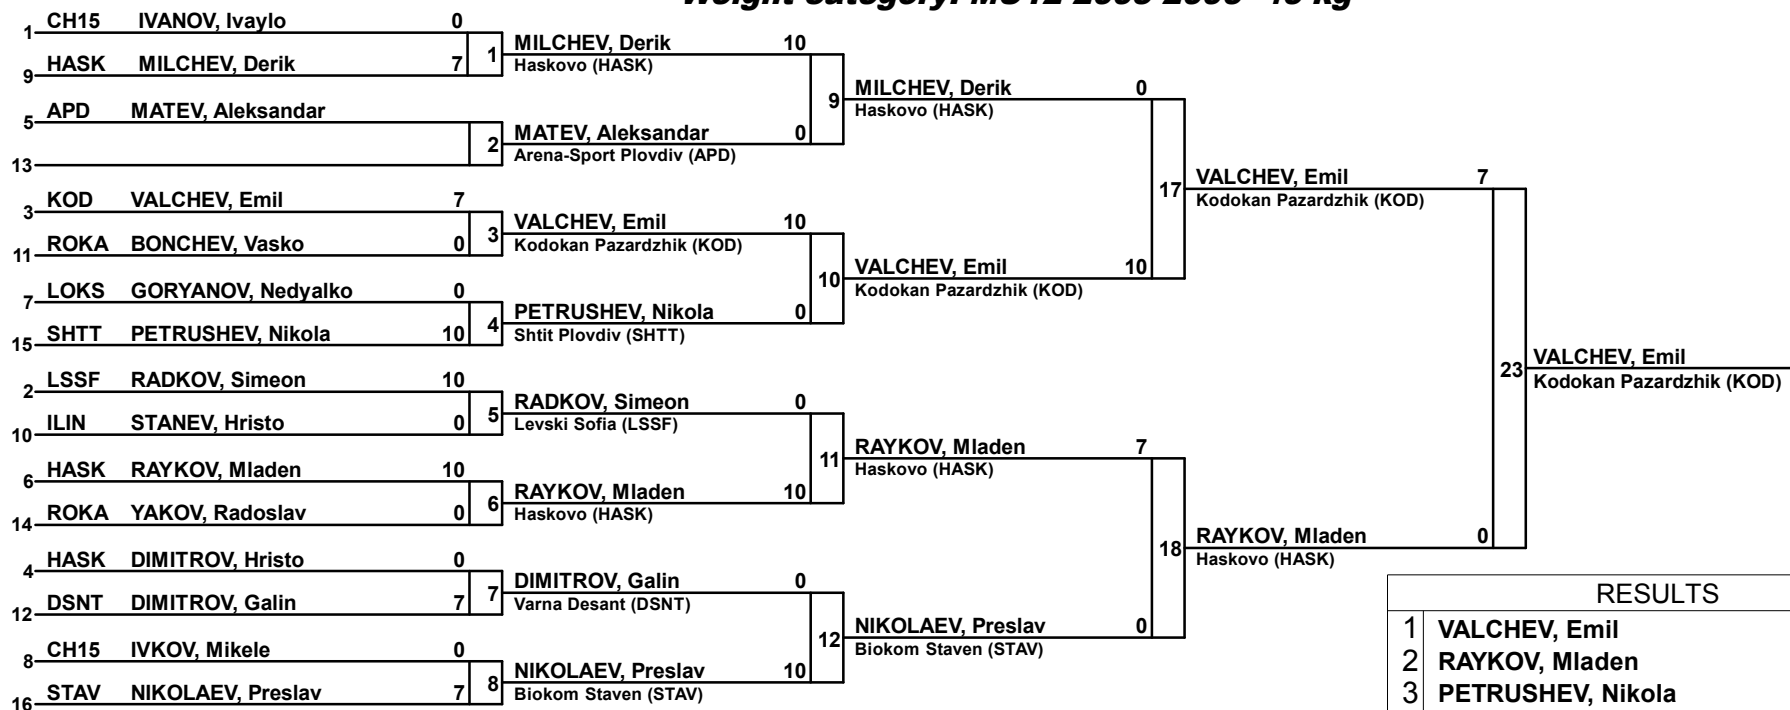 1 CH15 IVANOV, Ivaylo 0
9 HASK MILCHEV, Derik 7
1
MILCHEV, Derik 10
Haskovo (HASK)
5 APD MATEV, Aleksandar
13
2
MATEV, Aleksandar 0
Arena-Sport Plovdiv (APD)
9
MILCHEV, Derik 0
Haskovo (HASK)
3 KOD VALCHEV, Emil 7
11 ROKA BONCHEV, Vasko 0
3
VALCHEV, Emil 10
Kodokan Pazardzhik (KOD)
7 LOKS GORYANOV, Nedyalko 0
15 SHTT PETRUSHEV, Nikola 10
4
PETRUSHEV, Nikola 0
Shtit Plovdiv (SHTT)
10
VALCHEV, Emil 10
Kodokan Pazardzhik (KOD)
17
VALCHEV, Emil 7
Kodokan Pazardzhik (KOD)
2 LSSF RADKOV, Simeon 10
10 ILIN STANEV, Hristo 0
5
RADKOV, Simeon 0
Levski Sofia (LSSF)
6 HASK RAYKOV, Mladen 10
14 ROKA YAKOV, Radoslav 0
6
RAYKOV, Mladen 10
Haskovo (HASK)
11
RAYKOV, Mladen 7
Haskovo (HASK)
4 HASK DIMITROV, Hristo 0
12 DSNT DIMITROV, Galin 7
7
DIMITROV, Galin 0
Varna Desant (DSNT)
8 CH15 IVKOV, Mikele 0
16 STAV NIKOLAEV, Preslav 7
8
NIKOLAEV, Preslav 10
Biokom Staven (STAV)
12
NIKOLAEV, Preslav 0
Biokom Staven (STAV)
18
RAYKOV, Mladen 0
Haskovo (HASK)
23
VALCHEV, Emil
Kodokan Pazardzhik (KOD)
RESULTS
1 VALCHEV, Emil
2 RAYKOV, Mladen
3 PETRUSHEV, Nikola